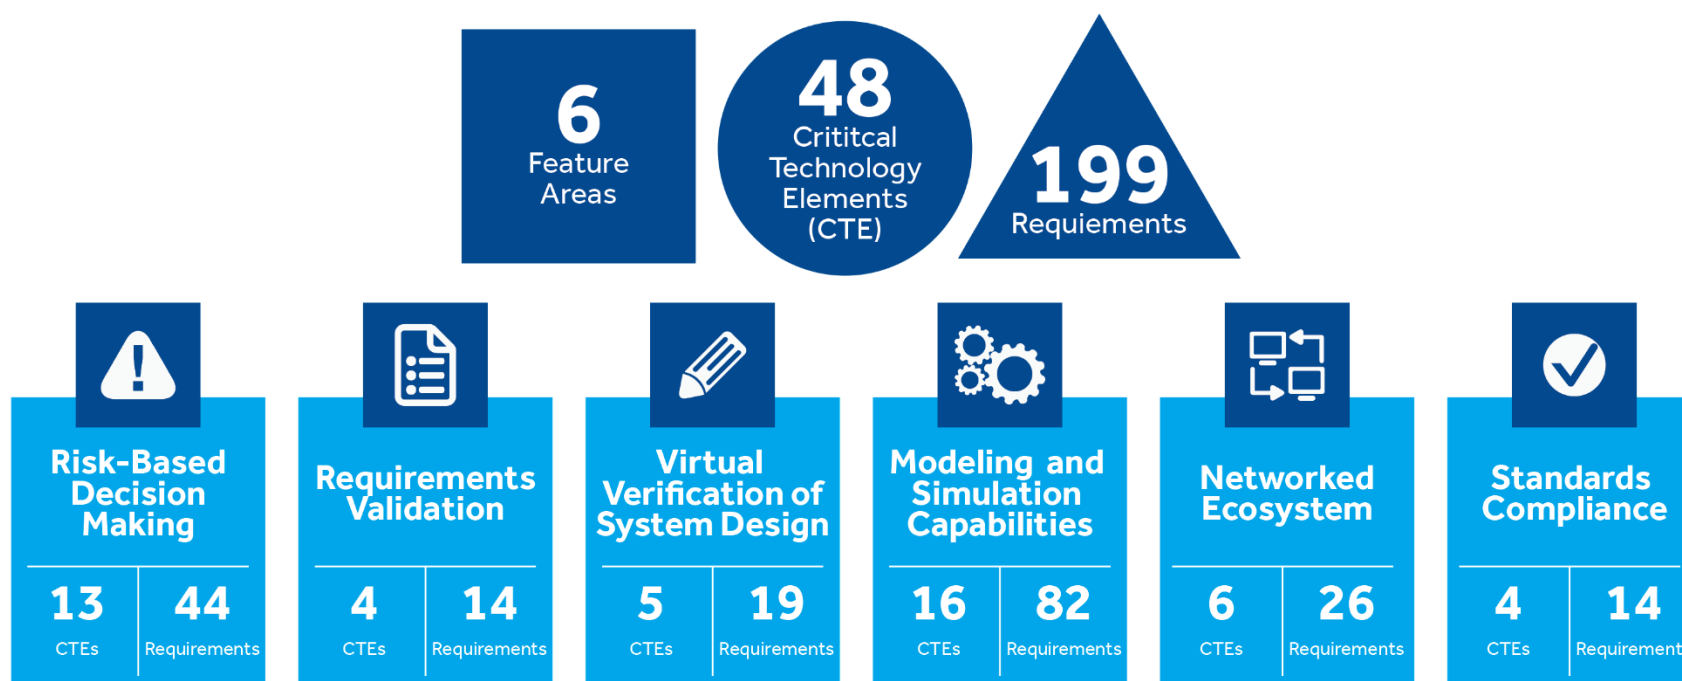 6
Feature
Areas
48
Crititcal
Technology
Elements
(CTE)
199
Requiements
Risk-Based
Decision
Making
13
CTEs
44
Requirements
Requirements
Validation
4
CTEs
14
Requirements
Virtual
Verification of
System Design
5
CTEs
19
Requirements
Modeling and
Simulation
Capabilities
16
CTEs
82
Requirements
Networked
Ecosystem
6
CTEs
26
Requirements
Standards
Compliance
4
CTEs
14
Requirement